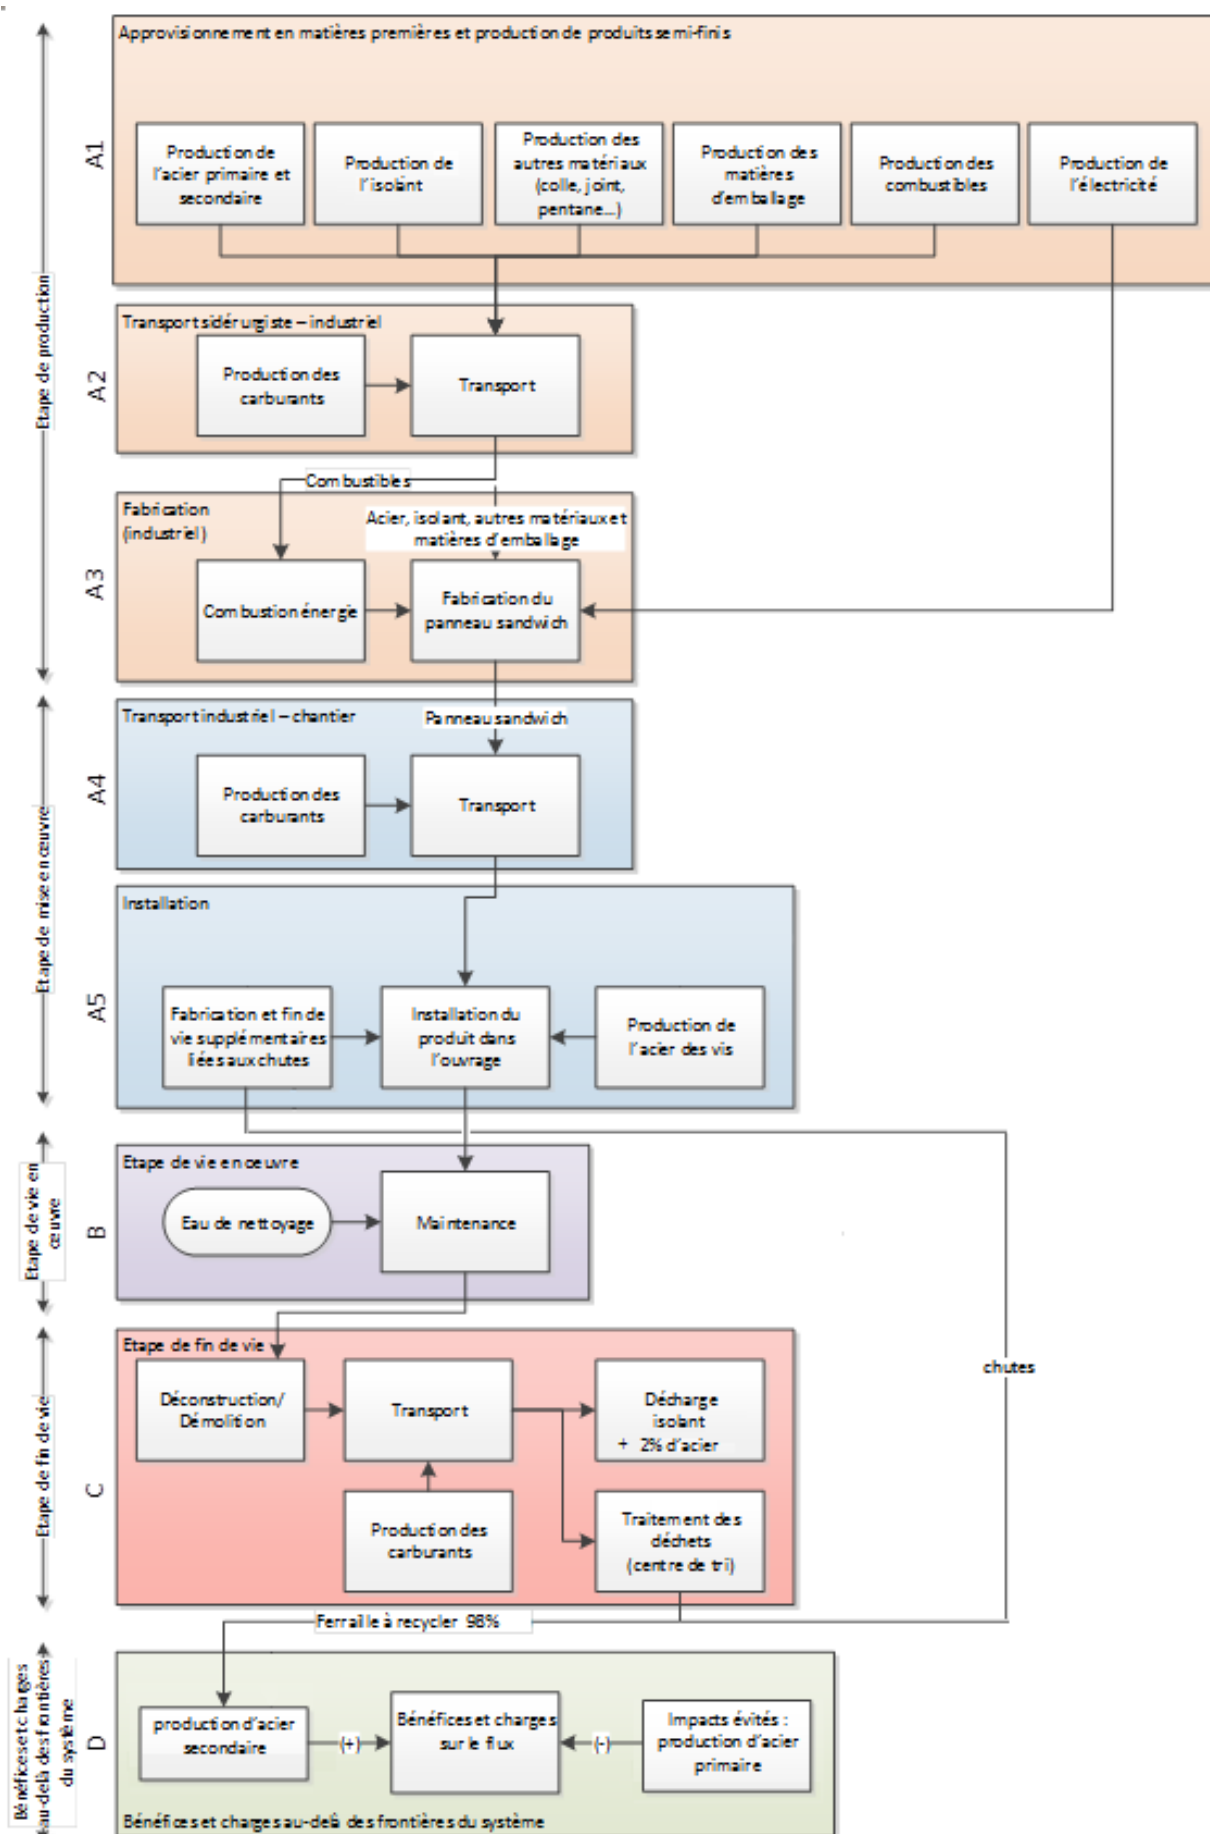 Approvisionnement en matières premières et production de produits semi-finis
A1
Production de
l'acier primaire et
secondaire
Production de
l'isolant
Production des
autres matériaux
(colle, joint,
pentane...)
Production des
matières
d'emballage
Production des
combustibles
Production de
l'électricité
Etape de production
Transport sidérurgiste – industriel
A2
Production des
carburants
Transport
Combustibles
Fabrication
(industriel)
Acier, isolant, autres matériaux et
matières d'emballage
A3
Combustion énergie
Fabrication du
panneau sandwich
Transport industriel – chantier
Panneau sandwich
A4
Production des
carburants
Transport
Etape de mise en œuvre
Installation
A5
Fabrication et fin de
vie supplémentaires
liées aux chutes
Installation du
produit dans
l'ouvrage
Production de
l'acier des vis
Etape de vie en
œuvre
B
Etape de vie en oeuvre
Eau de nettoyage
Maintenance
Etape de fin de vie
C
Etape de fin de vie
Déconstruction/
Démolition
Transport
Décharge
isolant
+ 2% d'acier
chutes
Production des
carburants
Traitement des
déchets
(centre de tri)
Ferraille à recycler 98%
Bénéfices et charges
au-delà des frontières
du système
D
production d'acier
secondaire
(+)
Bénéfices et charges
sur le flux
(-)
Impacts évités :
production d'acier
primaire
Bénéfices et charges au-delà des frontières du système